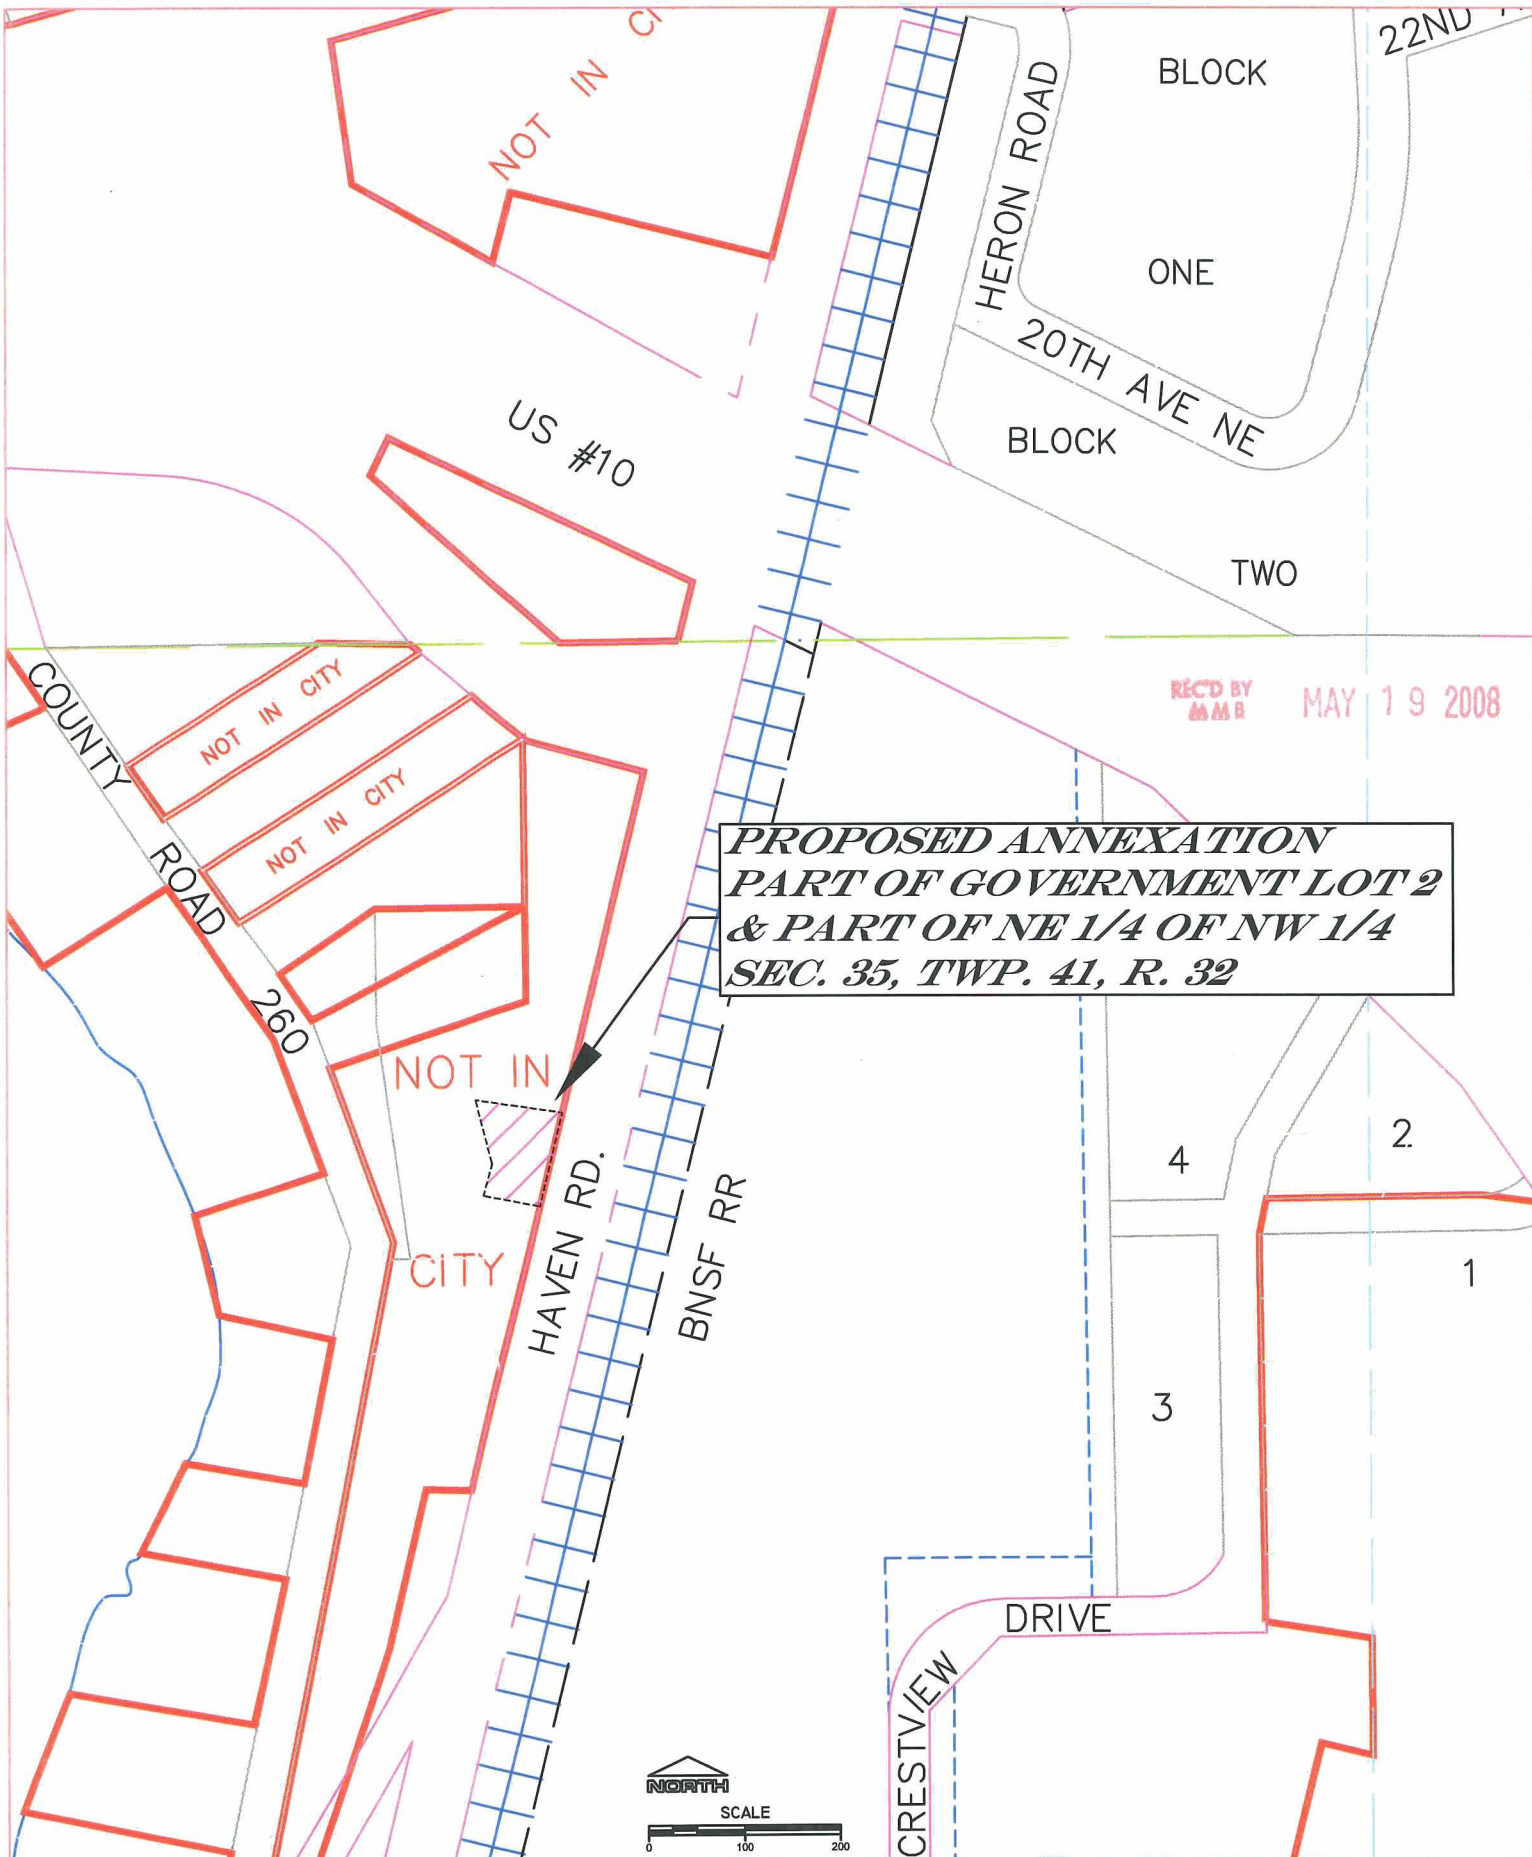 NOT IN
22ND
BLOCK
HERON ROAD
ONE
20TH AVE NE
US #10
BLOCK
TWO
COUNTY ROAD 260
NOT IN CITY
REC'D BY
MMB
MAY 19 2008
NOT IN CITY
PROPOSED ANNEXATION
PART OF GOVERNMENT LOT 2
& PART OF NE 1/4 OF NW 1/4
SEC. 35, TWP. 41, R. 32
NOT IN
CITY
HAVEN RD.
BNSF RR
4
2
1
3
CRESTVIEW DRIVE
NORTH
SCALE
0 100 200